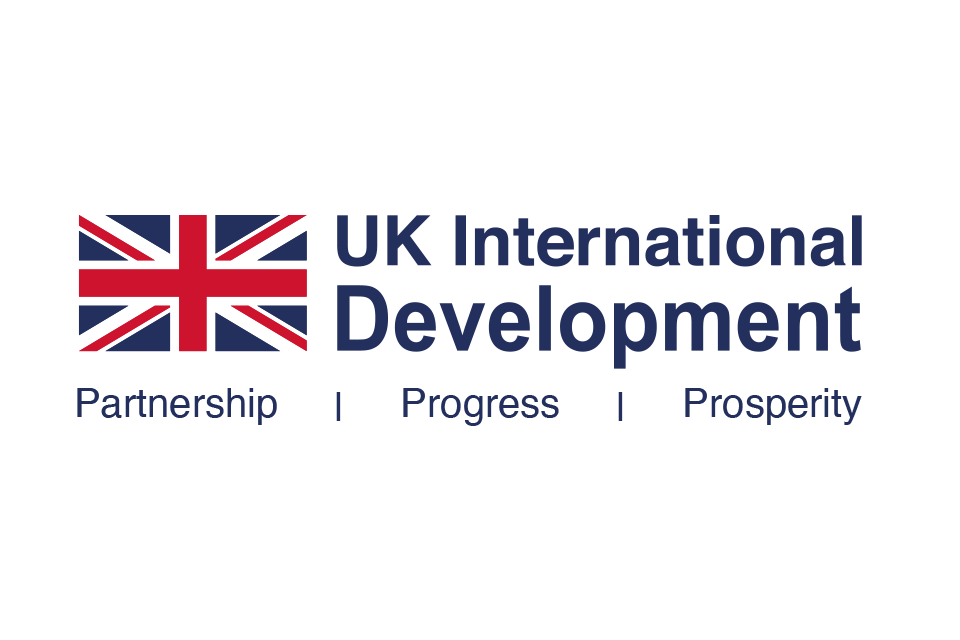 UK International
Development
Partnership | Progress | Prosperity